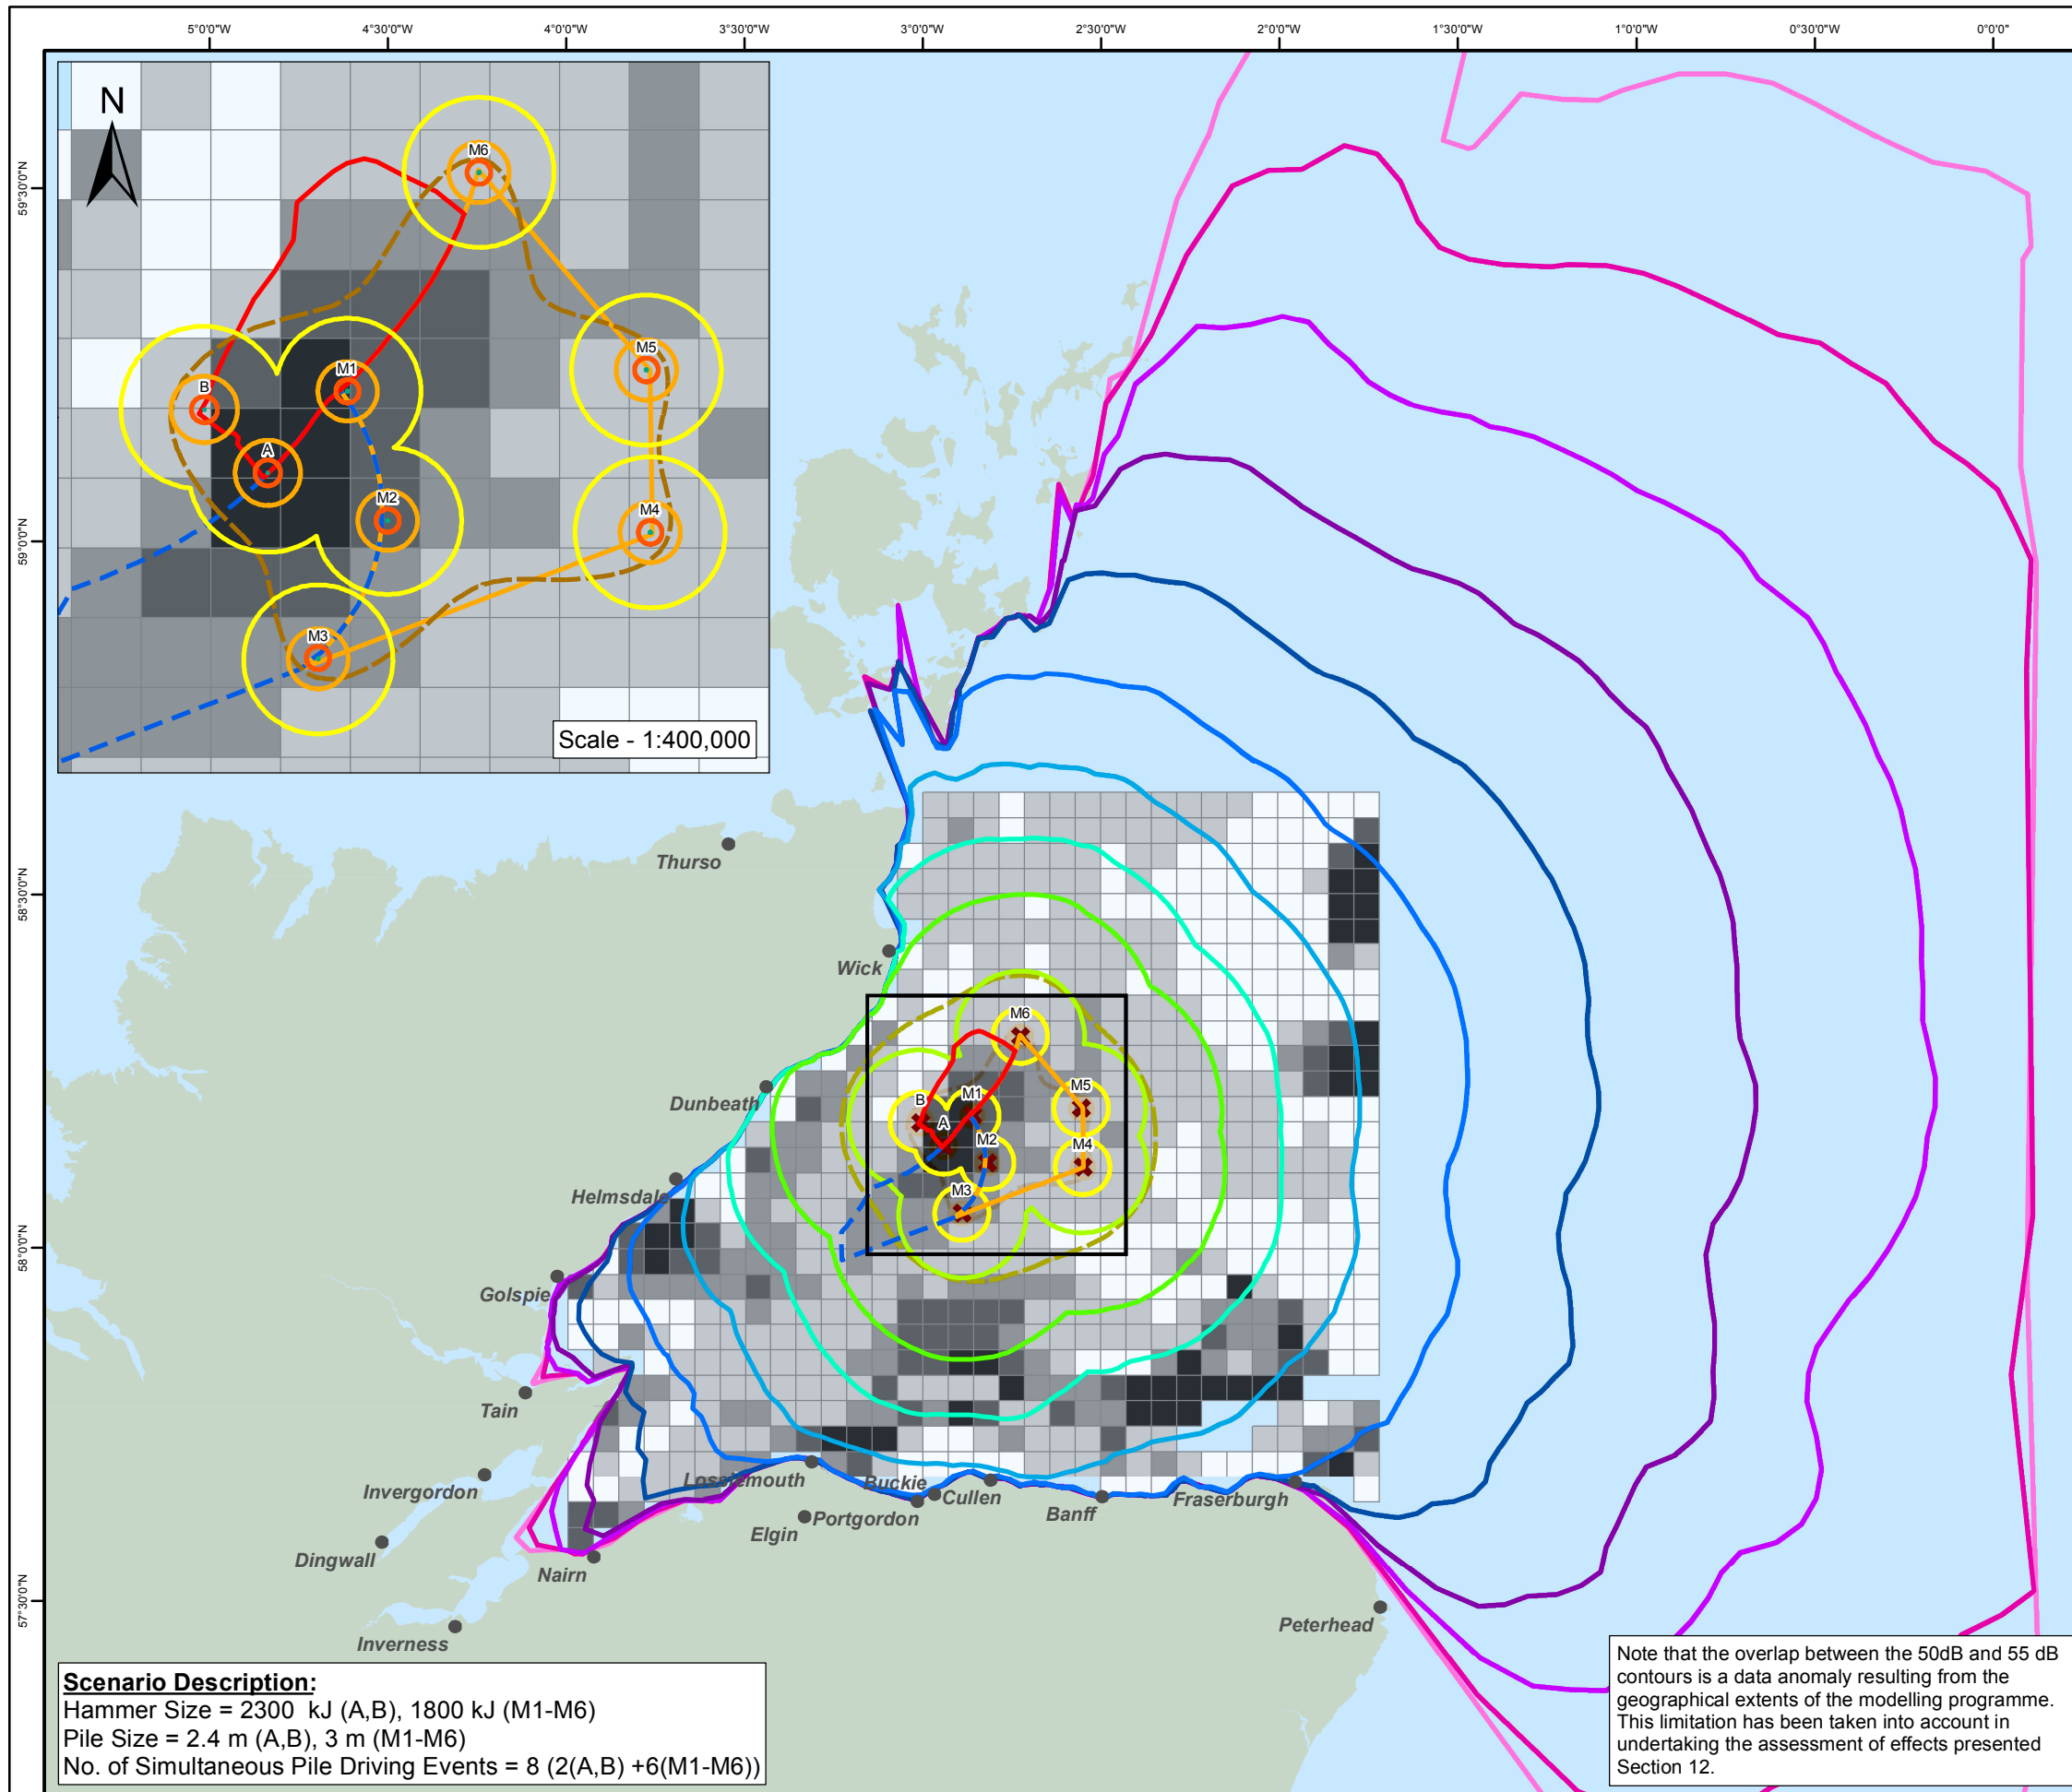 5°0'0"W 4°30'0"W 4°0'0"W 3°30'0"W 3°0'0"W 2°30'0"W 2°0'0"W 1°30'0"W 1°0'0"W 0°30'0"W 0°0'0"
59°30'0"N
59°0'0"N
58°30'0"N
58°0'0"N
57°30'0"N
N
M6
M5
M1
B
A
M2
M4
M3
Scale - 1:400,000
Thurso
Wick
M6
Dunbeath
M5
M1
B
A
M2
M4
Helmsdale
M3
Golspie
Tain
Invergordon
Lossiemouth
Buckie
Cullen
Fraserburgh
Banff
Portgordon
Elgin
Dingwall
Nairn
Inverness
Peterhead
Scenario Description:
Hammer Size = 2300 kJ (A,B), 1800 kJ (M1-M6)
Pile Size = 2.4 m (A,B), 3 m (M1-M6)
No. of Simultaneous Pile Driving Events = 8 (2(A,B) +6(M1-M6))
Note that the overlap between the 50dB and 55 dB
contours is a data anomaly resulting from the
geographical extents of the modelling programme.
This limitation has been taken into account in
undertaking the assessment of effects presented
Section 12.